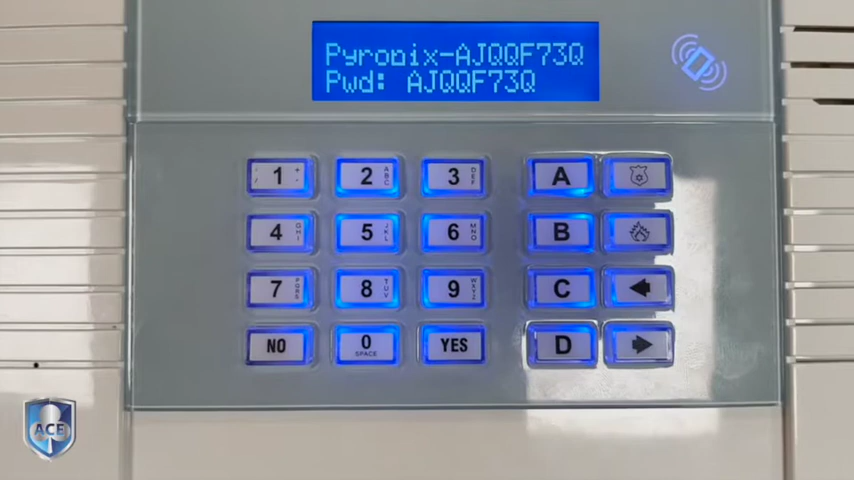 Pyronix-AJQQF73Q
Pwd: AJQQF73Q
1
2 ABC
3 DEF
A
4 GHI
5 JKL
6 MNO
B
7 PQRS
8 TUV
9 WXYZ
C
NO
0 SPACE
YES
D
ACE